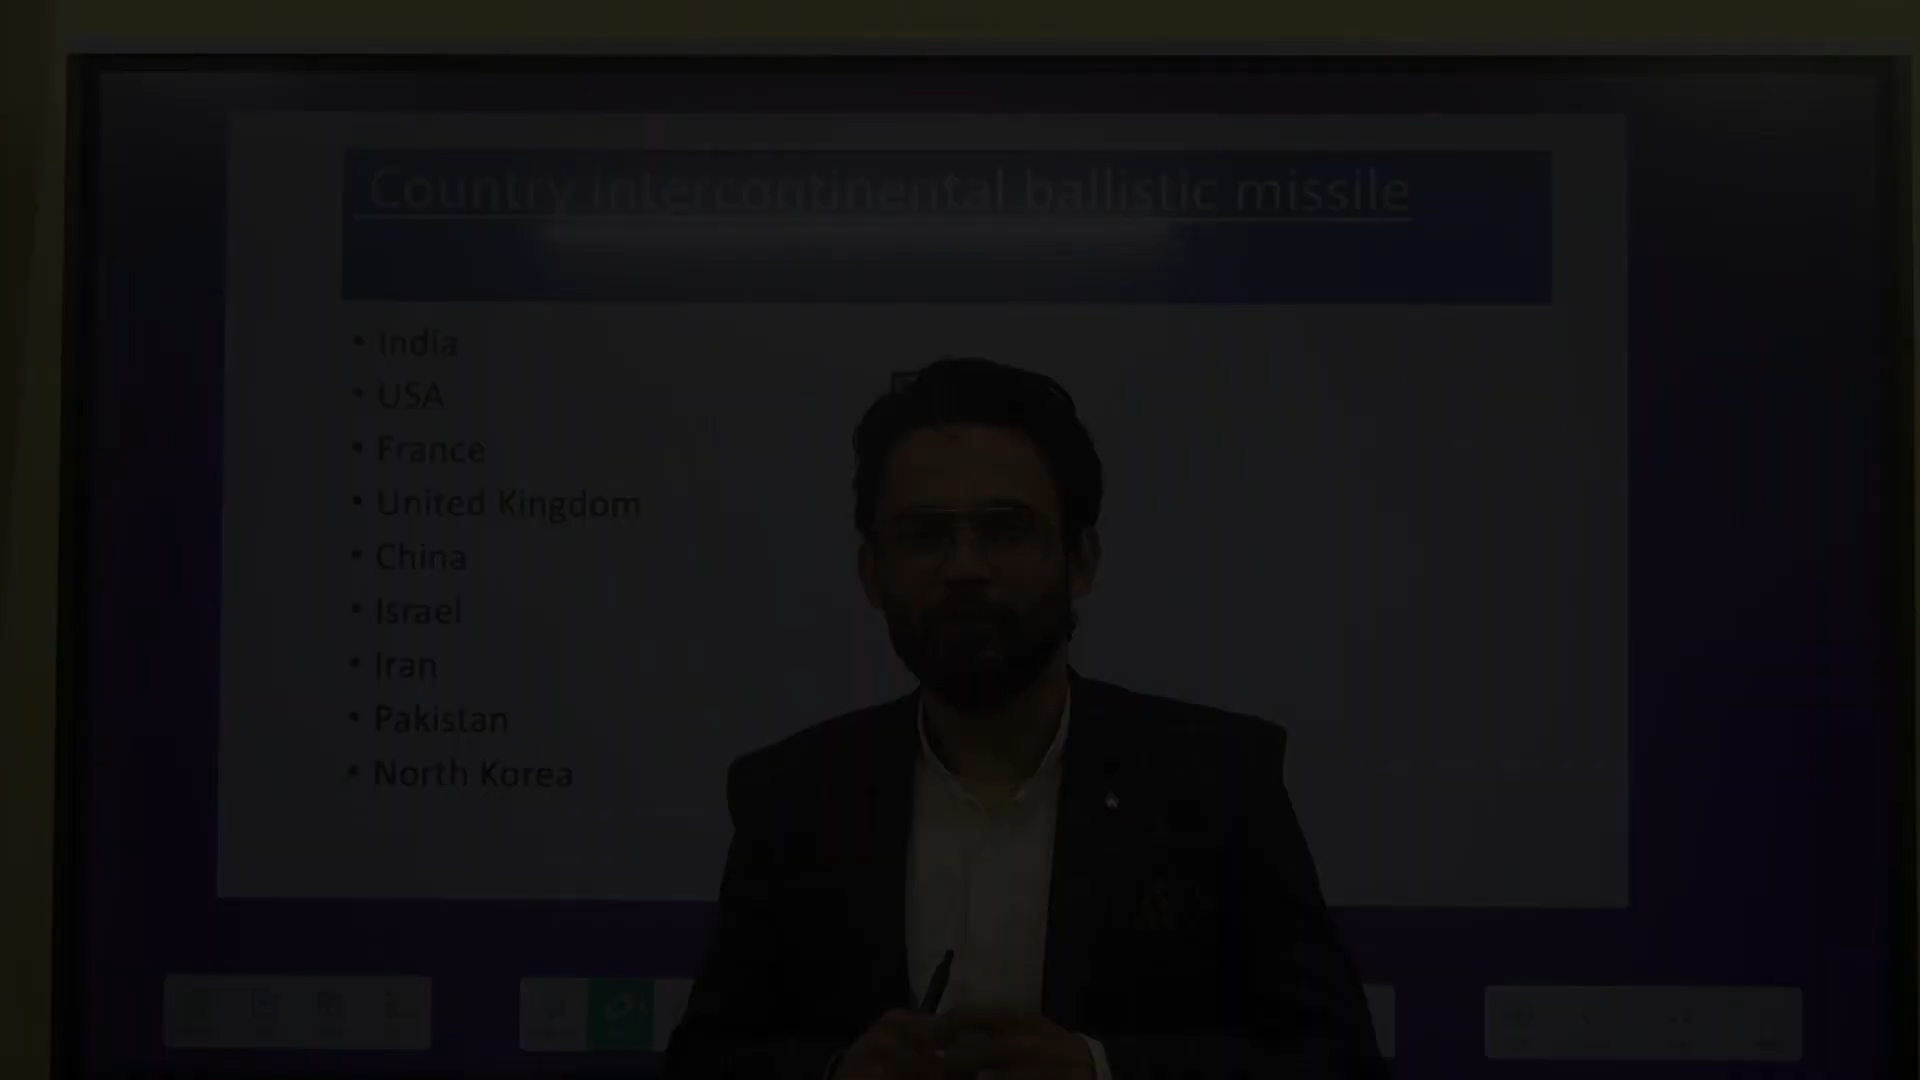 Country intercontinental ballistic missile
• India
• USA
• France
• United Kingdom
• China
• Israel
• Iran
• Pakistan
• North Korea